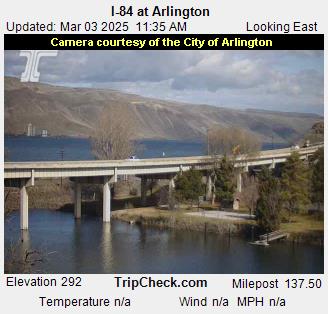 I-84 at Arlington
Updated: Mar 03 2025 11:35 AM Looking East
Camera courtesy of the City of Arlington
Elevation 292 TripCheck.com Milepost 137.50
Temperature n/a Wind n/a MPH n/a